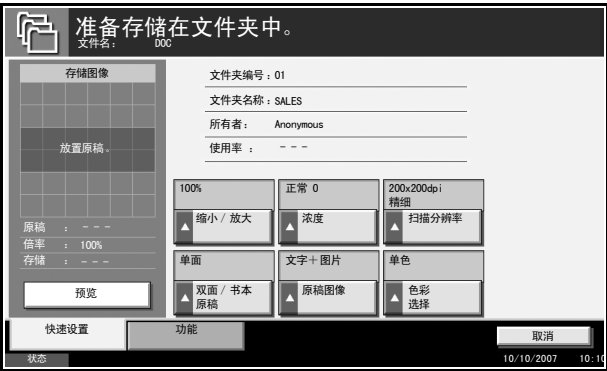 准备存储在文件夹中。
文件名： DOC
存储图像
放置原稿。
原稿 ： - - -
倍率 ： 100%
存储 ： - - -
预览
文件夹编号：01
文件夹名称：SALES
所有者： Anonymous
使用率 ： - - -
100%
缩小 / 放大
正常 0
浓度
200x200dpi
精细
扫描分辨率
单面
双面 / 书本
原稿
文字＋图片
原稿图像
单色
色彩
选择
快速设置
功能
取消
状态
10/10/2007 10:10